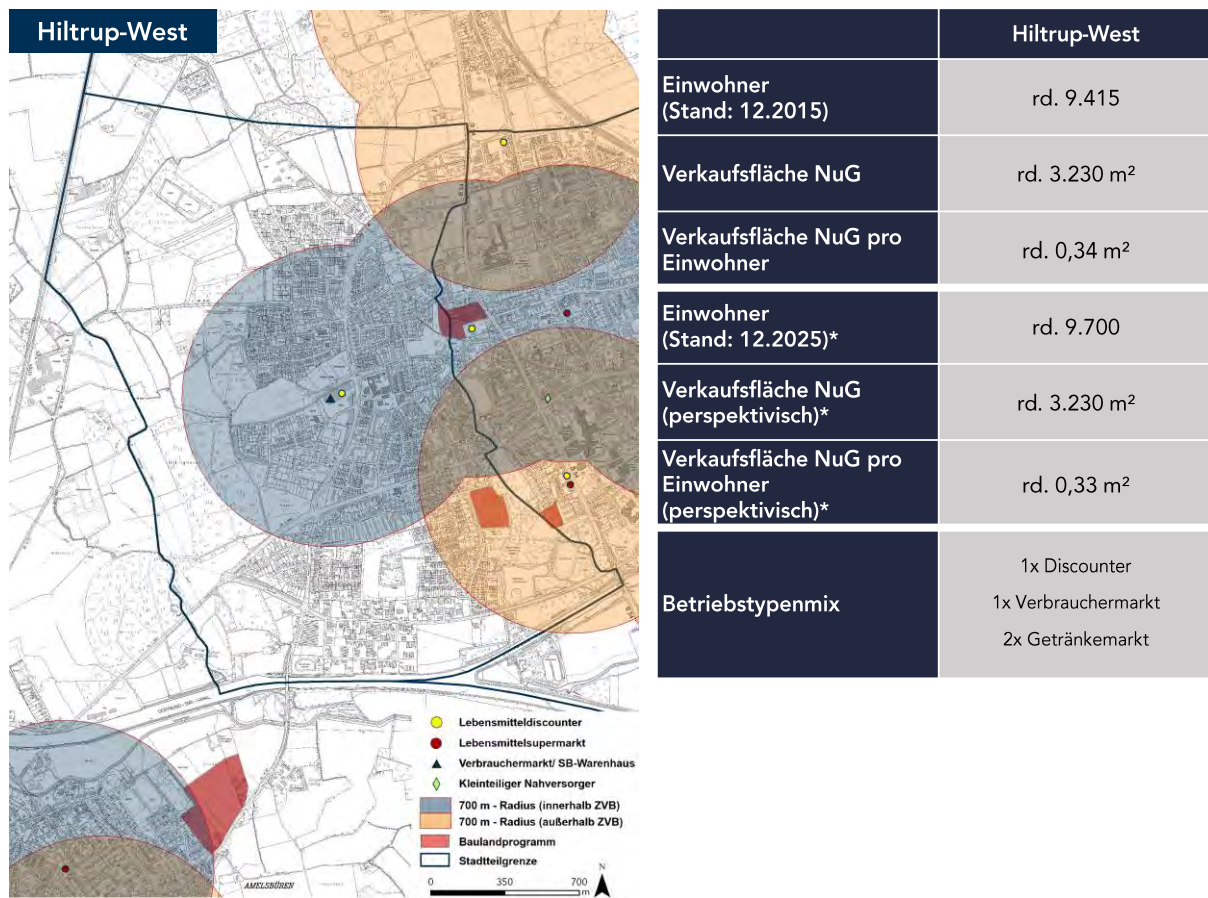 Hiltrup-West
Hiltrup-West
Einwohner
(Stand: 12.2015)
rd. 9.415
Verkaufsfläche NuG
rd. 3.230 m²
Verkaufsfläche NuG pro
Einwohner
rd. 0,34 m²
Einwohner
(Stand: 12.2025)*
rd. 9.700
Verkaufsfläche NuG
(perspektivisch)*
rd. 3.230 m²
Verkaufsfläche NuG pro
Einwohner
(perspektivisch)*
rd. 0,33 m²
Betriebstypenmix
1x Discounter
1x Verbrauchermarkt
2x Getränkemarkt
Lebensmitteldiscounter
Lebensmittelsupermarkt
Verbrauchermarkt/ SB-Warenhaus
Kleinteiliger Nahversorger
700 m - Radius (innerhalb ZVB)
700 m - Radius (außerhalb ZVB)
Baulandprogramm
Stadtteilgrenze
N
0 350 700
m
AMELSBÜREN